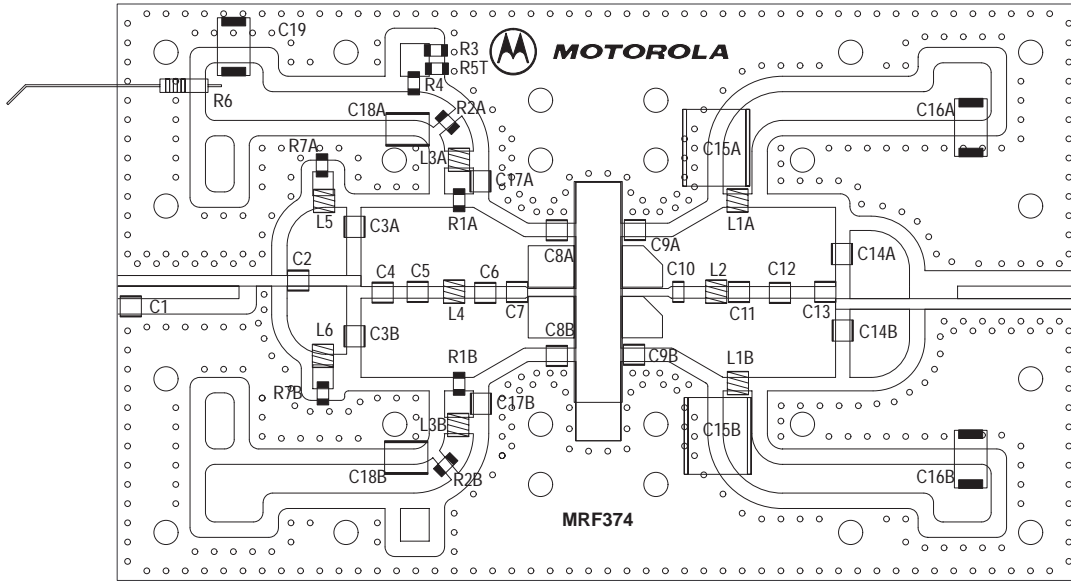 C19
R3
MOTOROLA
R5T
R4
R6
C18A
R2A
C16A
R7A
L3A
C15A
C17A
L5
C3A
R1A
L1A
C8A
C9A
C14A
C2
C4
C5
C6
C10
L2
C12
C1
L4
C7
C11
C13
L6
C3B
C8B
C14B
R1B
C9B
L1B
R7B
C17B
L3B
C15B
C18B
R2B
C16B
MRF374